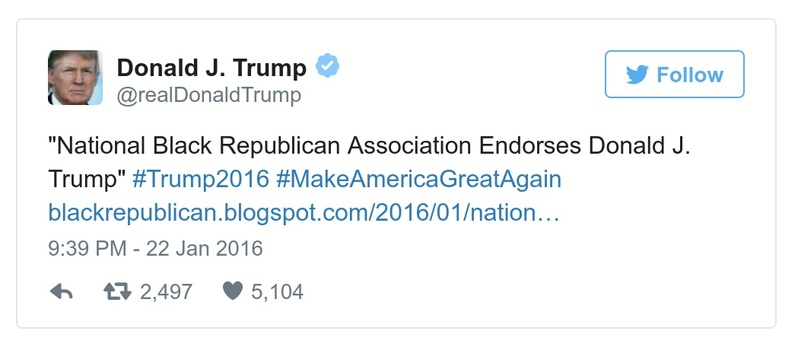 Donald J. Trump
@realDonaldTrump
Follow
"National Black Republican Association Endorses Donald J.
Trump" #Trump2016 #MakeAmericaGreatAgain
blackrepublican.blogspot.com/2016/01/nation…
9:39 PM - 22 Jan 2016
2,497 5,104